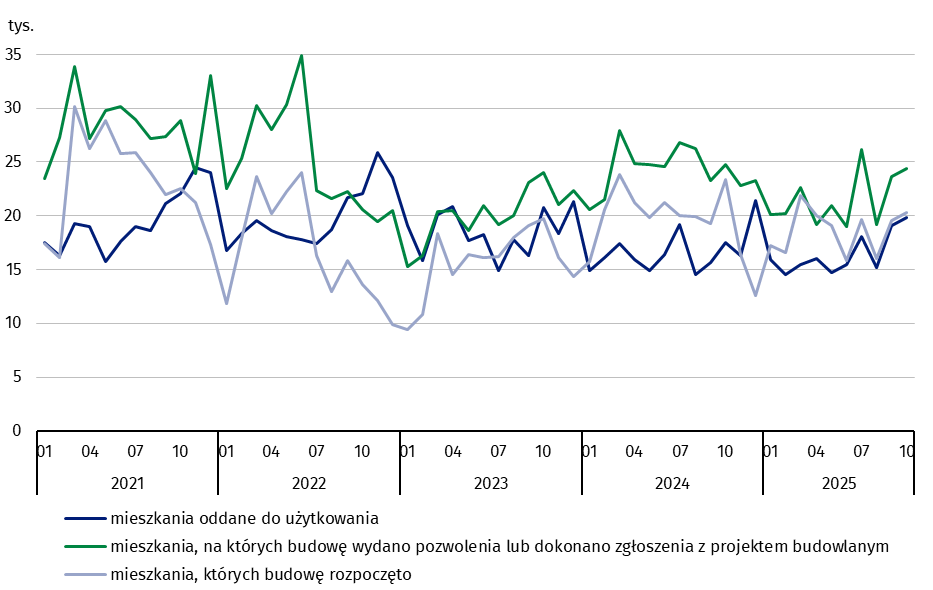 tys.
35
30
25
20
15
10
5
0
01 04 07 10 01 04 07 10 01 04 07 10 01 04 07 10 01 04 07 10
2021 2022 2023 2024 2025
mieszkania oddane do użytkowania
mieszkania, na których budowę wydano pozwolenia lub dokonano zgłoszenia z projektem budowlanym
mieszkania, których budowę rozpoczęto